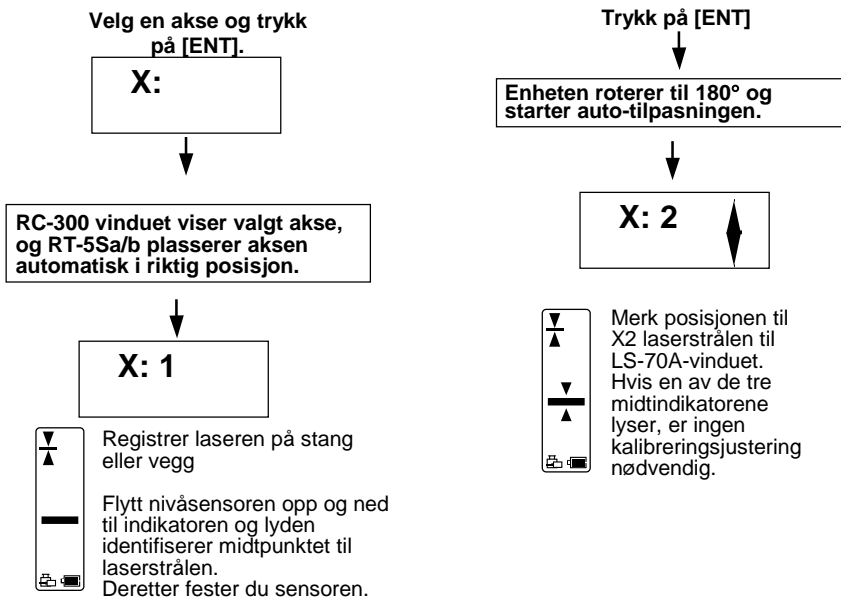 Velg en akse og trykk
på [ENT].
X:
RC-300 vinduet viser valgt akse,
og RT-5Sa/b plasserer aksen
automatisk i riktig posisjon.
X: 1
Registrer laseren på stang
eller vegg
Flytt nivåsensoren opp og ned
til indikatoren og lyden
identifiserer midtpunktet til
laserstrålen.
Deretter fester du sensoren.
Trykk på [ENT]
Enheten roterer til 180° og
starter auto-tilpasningen.
X: 2
Merk posisjonen til
X2 laserstrålen til
LS-70A-vinduet.
Hvis en av de tre
midtindikatorene
lyser, er ingen
kalibreringsjustering
nødvendig.